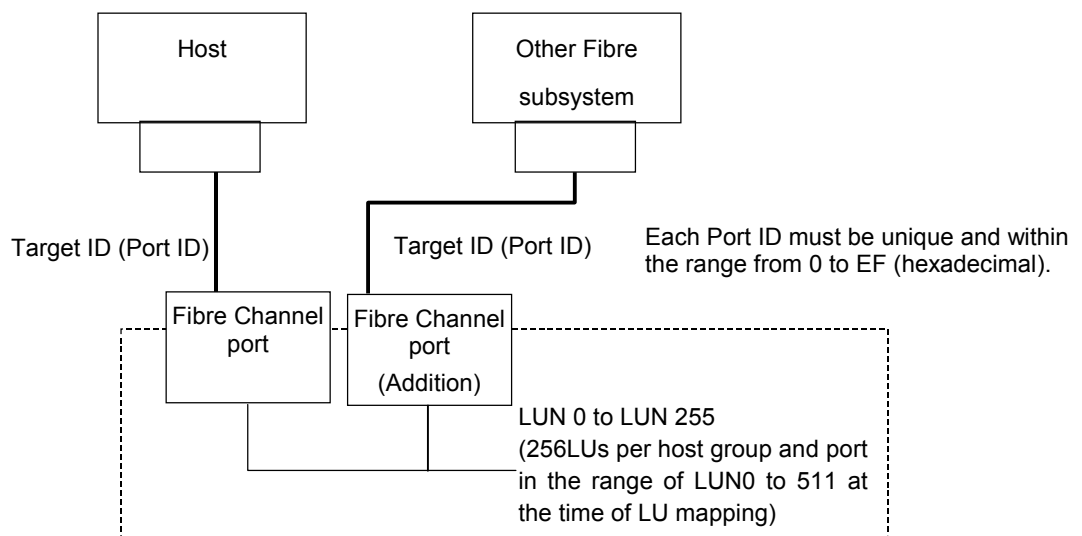 Host
Other Fibre
subsystem
Target ID (Port ID)
Target ID (Port ID)
Each Port ID must be unique and within
the range from 0 to EF (hexadecimal).
Fibre Channel
port
Fibre Channel
port
(Addition)
LUN 0 to LUN 255
(256LUs per host group and port
in the range of LUN0 to 511 at
the time of LU mapping)